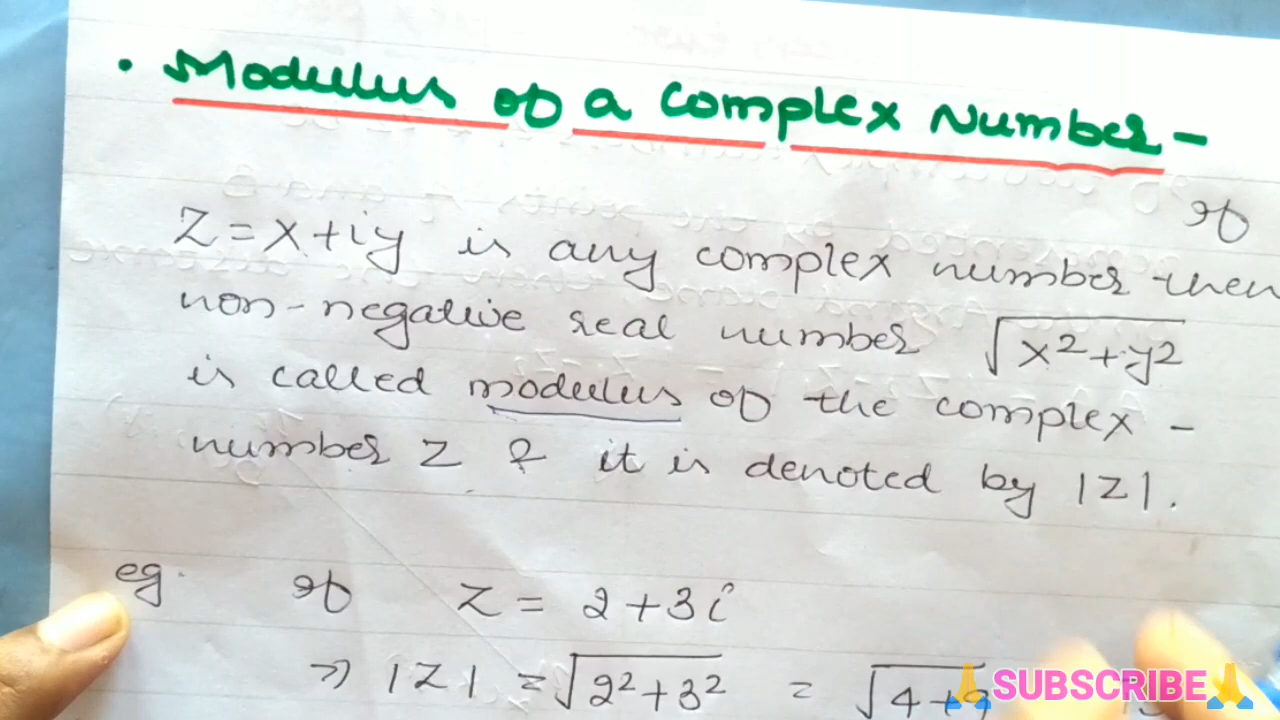 . Modulus of a complex Number -
If
Z = x+iy is any complex number then
non-negative real number √x²+y²
is called modulus of the complex -
number Z & it is denoted by |Z|.
eg. If Z = 2+3i
⇒ |Z| = √2²+3² = √4+9
🙏SUBSCRIBE🙏